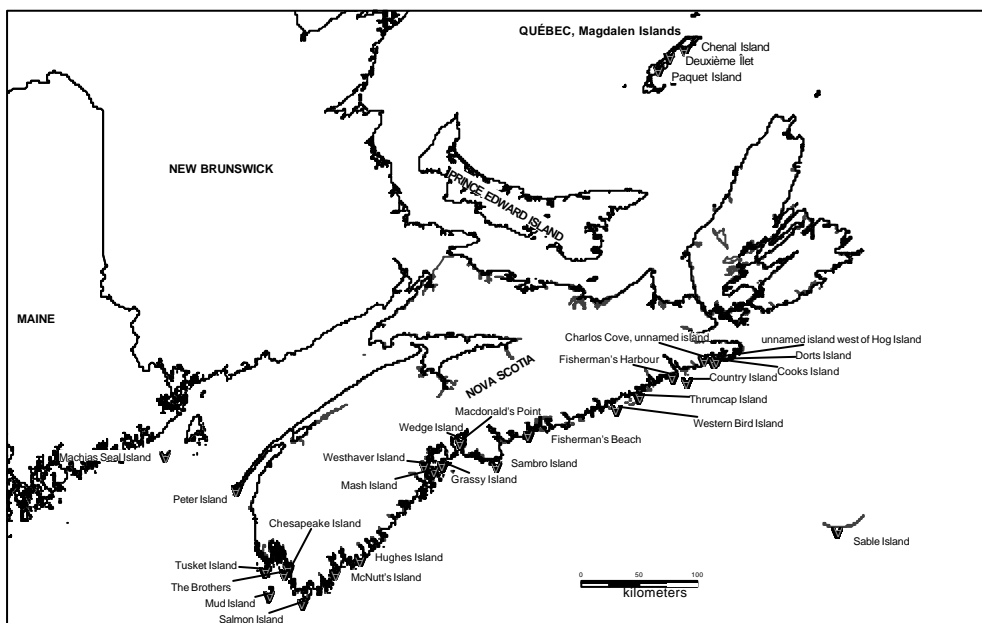 QUÉBEC, Magdalen Islands
Chenal Island
Deuxième Îlet
Paquet Island
NEW BRUNSWICK
PRINCE EDWARD ISLAND
MAINE
Charlos Cove, unnamed island
unnamed island west of Hog Island
Dorts Island
Fisherman's Harbour
Cooks Island
Country Island
NOVA SCOTIA
Thrumcap Island
Macdonald's Point
Western Bird Island
Wedge Island
Fisherman's Beach
Machias Seal Island
Westhaver Island
Sambro Island
Mash Island
Grassy Island
Peter Island
Chesapeake Island
Sable Island
Hughes Island
Tusket Island
McNutt's Island
The Brothers
0 50 100
kilometers
Mud Island
Salmon Island